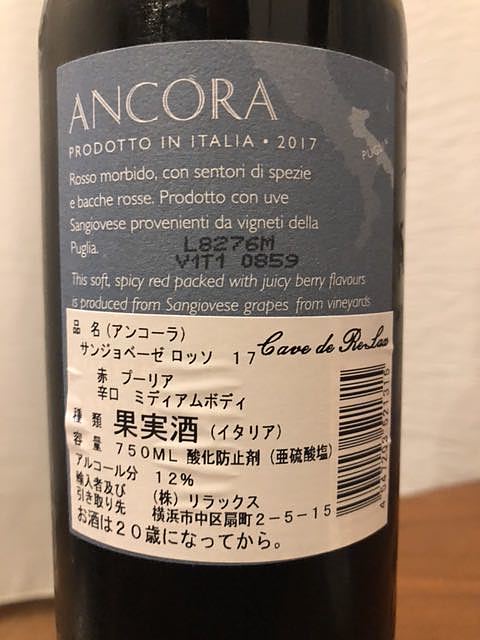 ANCORA
PRODOTTO IN ITALIA • 2017
Rosso morbido, con sentori di spezie
e bacche rosse. Prodotto con uve
Sangiovese provenienti da vigneti della
Puglia.
L8276M
V1T1 0859
This soft, spicy red packed with juicy berry flavours
is produced from Sangiovese grapes from vineyards
品 名 (アンコーラ)
サンジョベーゼ ロッソ 17
Cave de ReLax
赤 プーリア
辛口 ミディアムボディ
種 類 果実酒 (イタリア)
容 量 750ML 酸化防止剤 (亜硫酸塩)
アルコール分 12%
輸入者及び (株) リラックス
引き取り先 横浜市中区扇町2-5-15
お酒は20歳になってから。